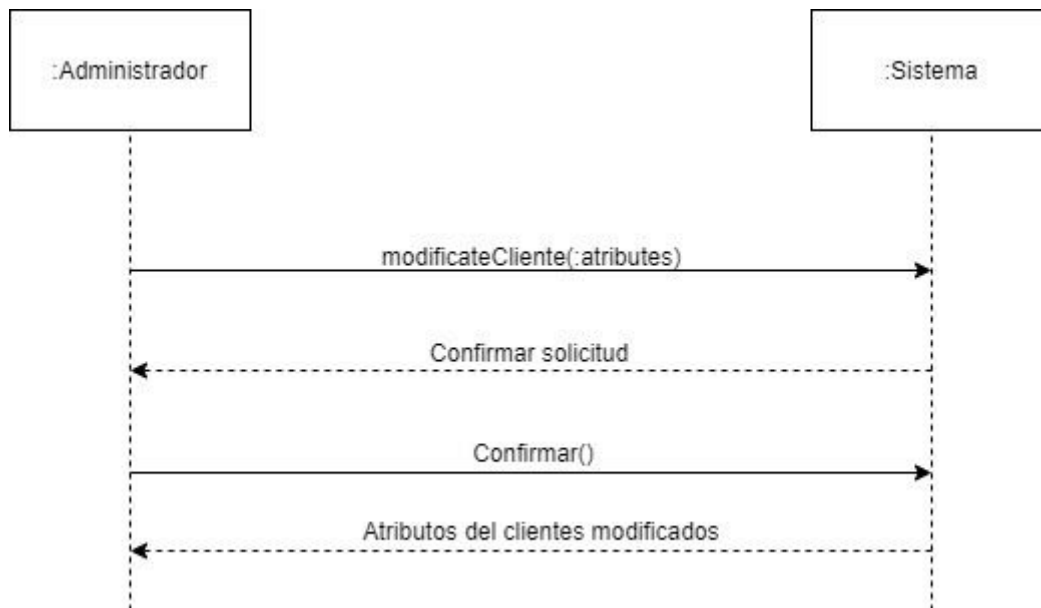 :Administrador
:Sistema
modificateCliente(:atributes)
Confirmar solicitud
Confirmar()
Atributos del clientes modificados